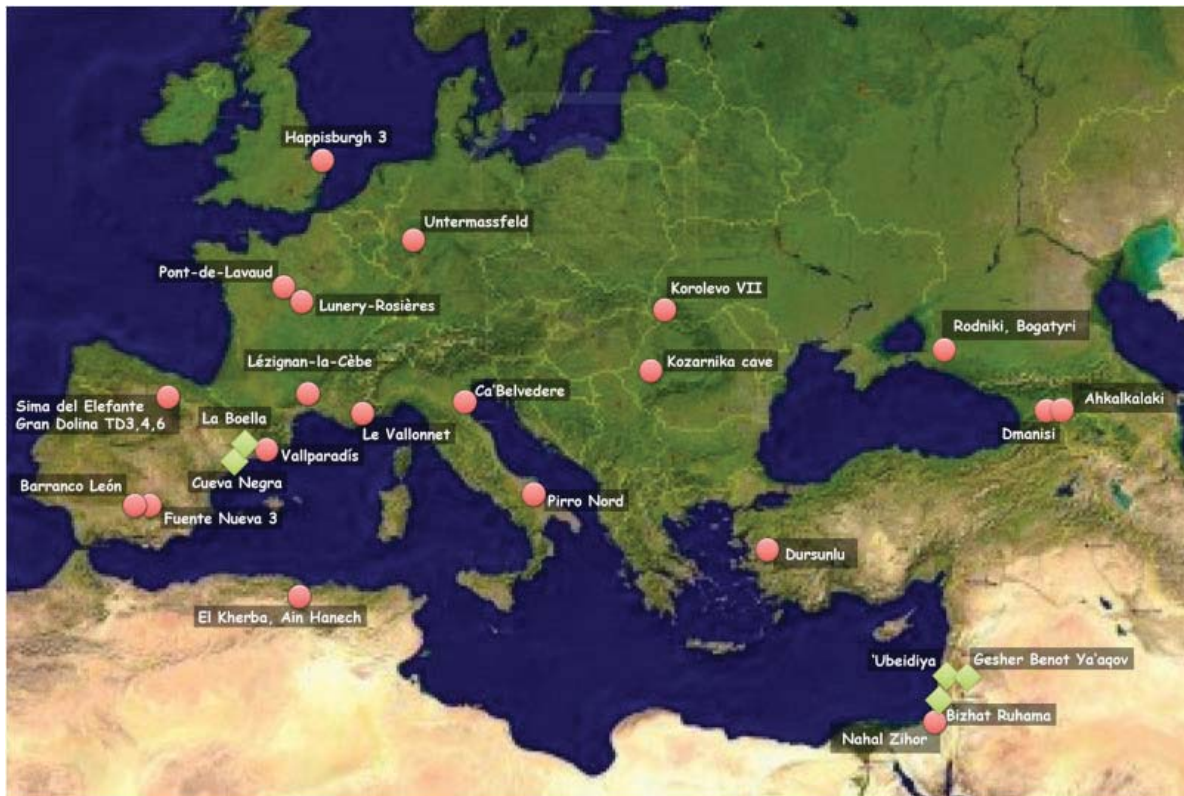 Happisburgh 3
Untermassfeld
Pont-de-Lavaud
Lunery-Rosières
Korolevo VII
Rodniki, Bogatyri
Lézignan-la-Cèbe
Kozarnika cave
Ca'Belvedere
Ahkalkalaki
Sima del Elefante
Gran Dolina TD3,4,6
La Boella
Le Vallonnet
Dmanisi
Vallparadís
Cueva Negra
Barranco León
Pirro Nord
Fuente Nueva 3
Dursunlu
El Kherba, Ain Hanech
'Ubeidiya
Gesher Benot Ya'aqov
Bizhat Ruhama
Nahal Zihor